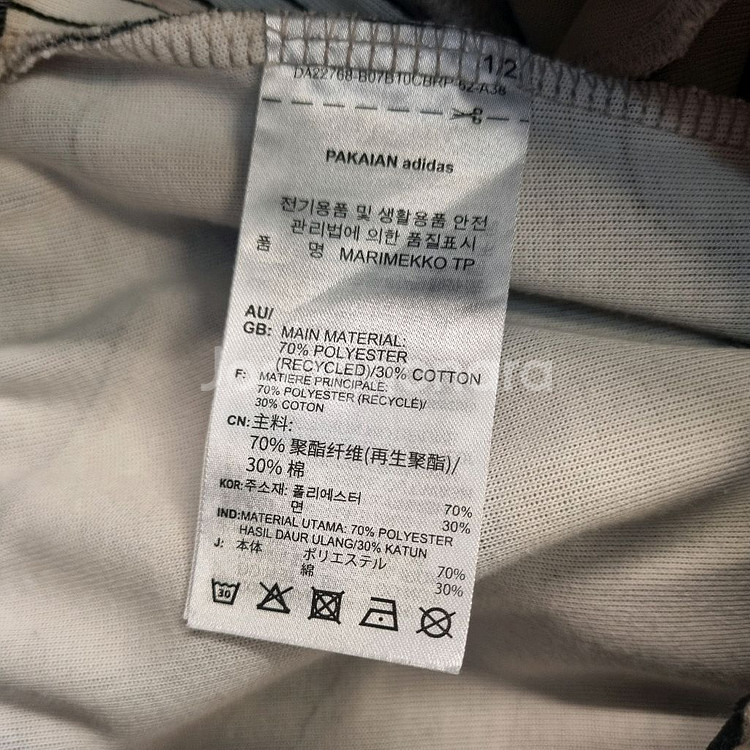 1/2
DA22768-B07BT0CBRP-62-A38
PAKAIAN adidas
전기용품 및 생활용품 안전
관리법에 의한 품질표시
품 명 MARIMEKKO TP
AU/
GB: MAIN MATERIAL:
70% POLYESTER
(RECYCLED)/30% COTTON
F: MATIÈRE PRINCIPALE:
70% POLYESTER (RECYCLÉ)/
30% COTON
CN: 主料:
70% 聚酯纤维(再生聚酯)/
30% 棉
KOR: 주소재: 폴리에스터 70%
면 30%
IND: MATERIAL UTAMA: 70% POLYESTER
HASIL DAUR ULANG/30% KATUN
J: 本体 ポリエステル 70%
綿 30%
30